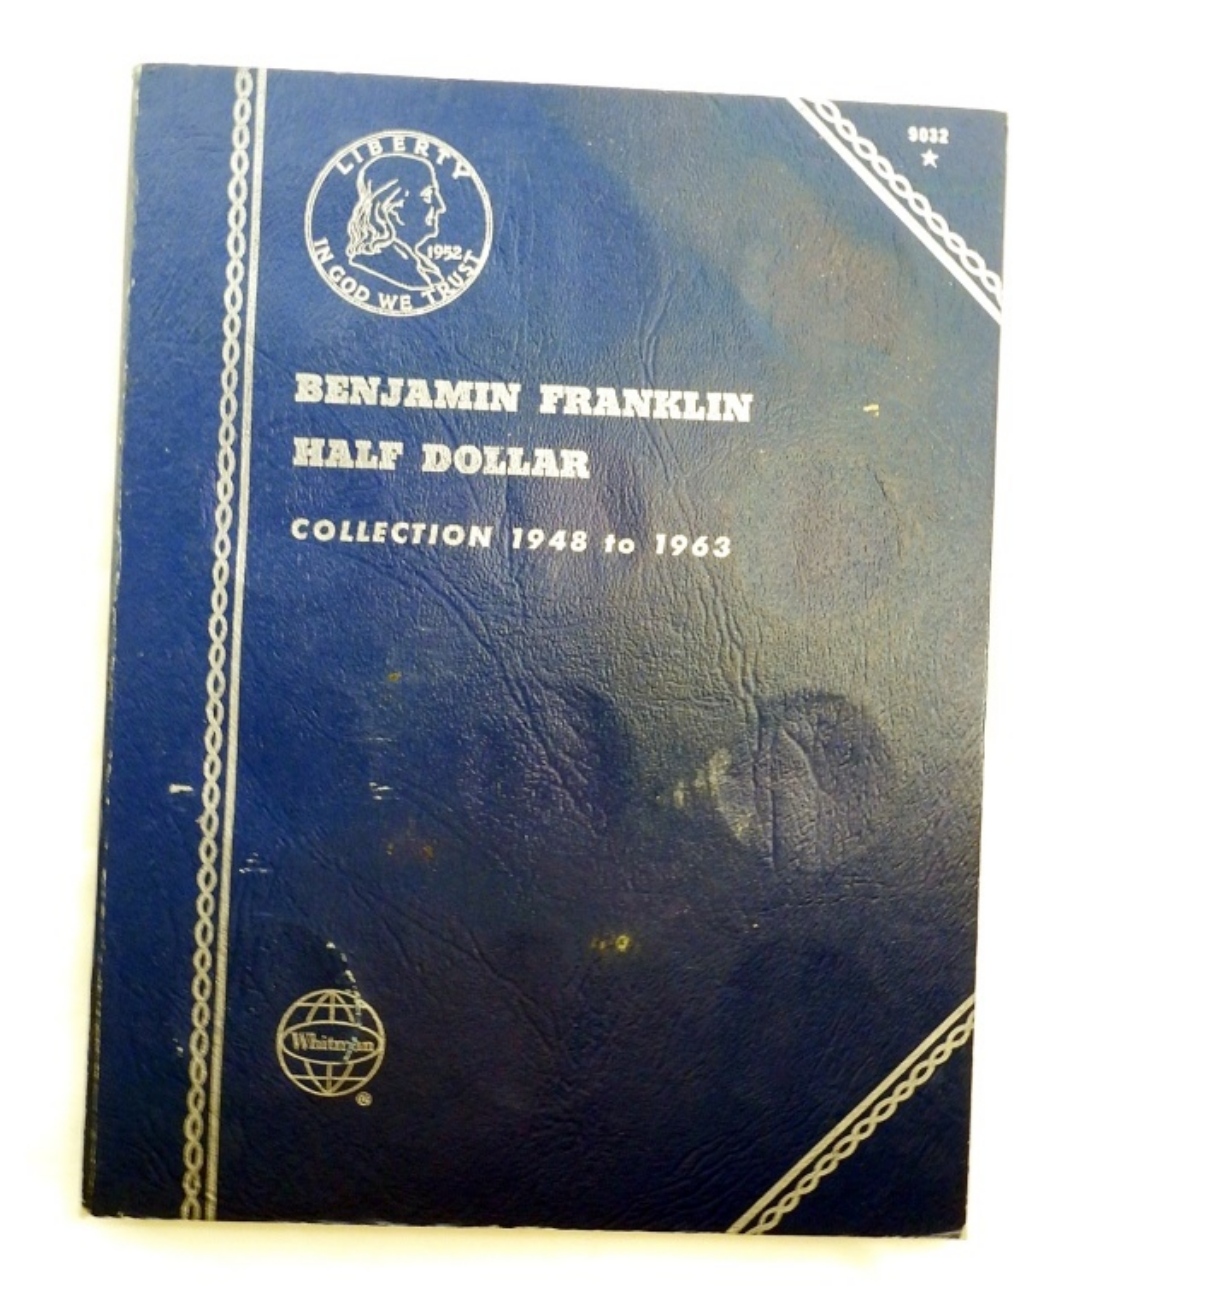 9032
LIBERTY
1952
IN GOD WE TRUST
BENJAMIN FRANKLIN
HALF DOLLAR
COLLECTION 1948 to 1963
Whitman
®